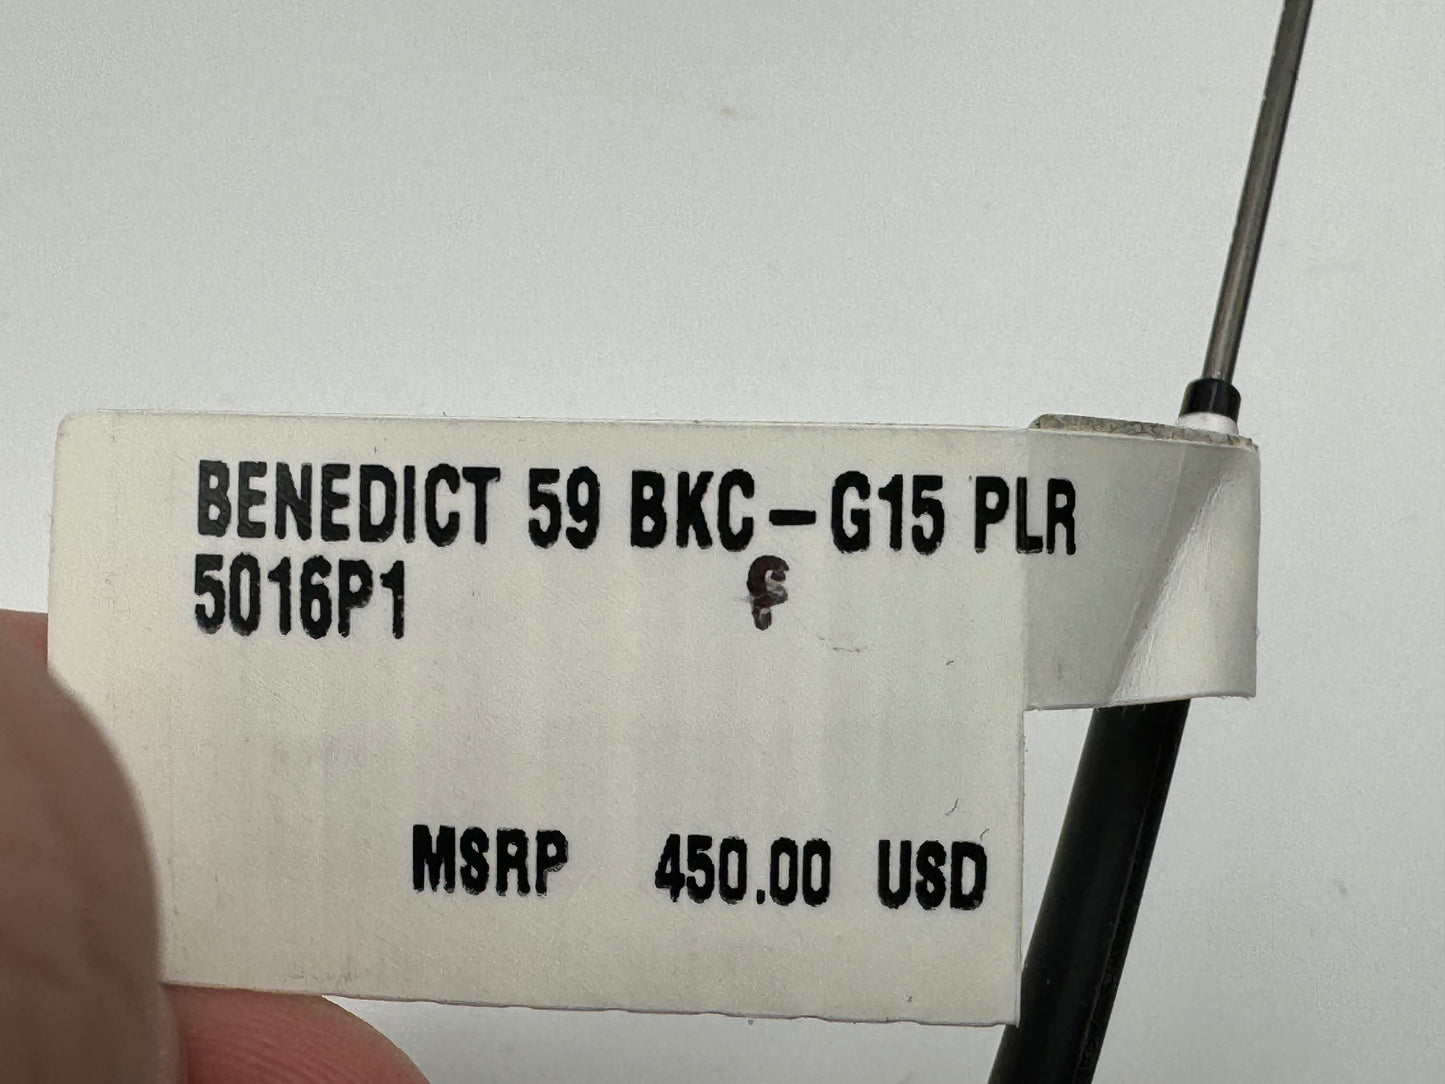 BENEDICT 59 BKC-G15 PLR
5016P1
MSRP 450.00 USD